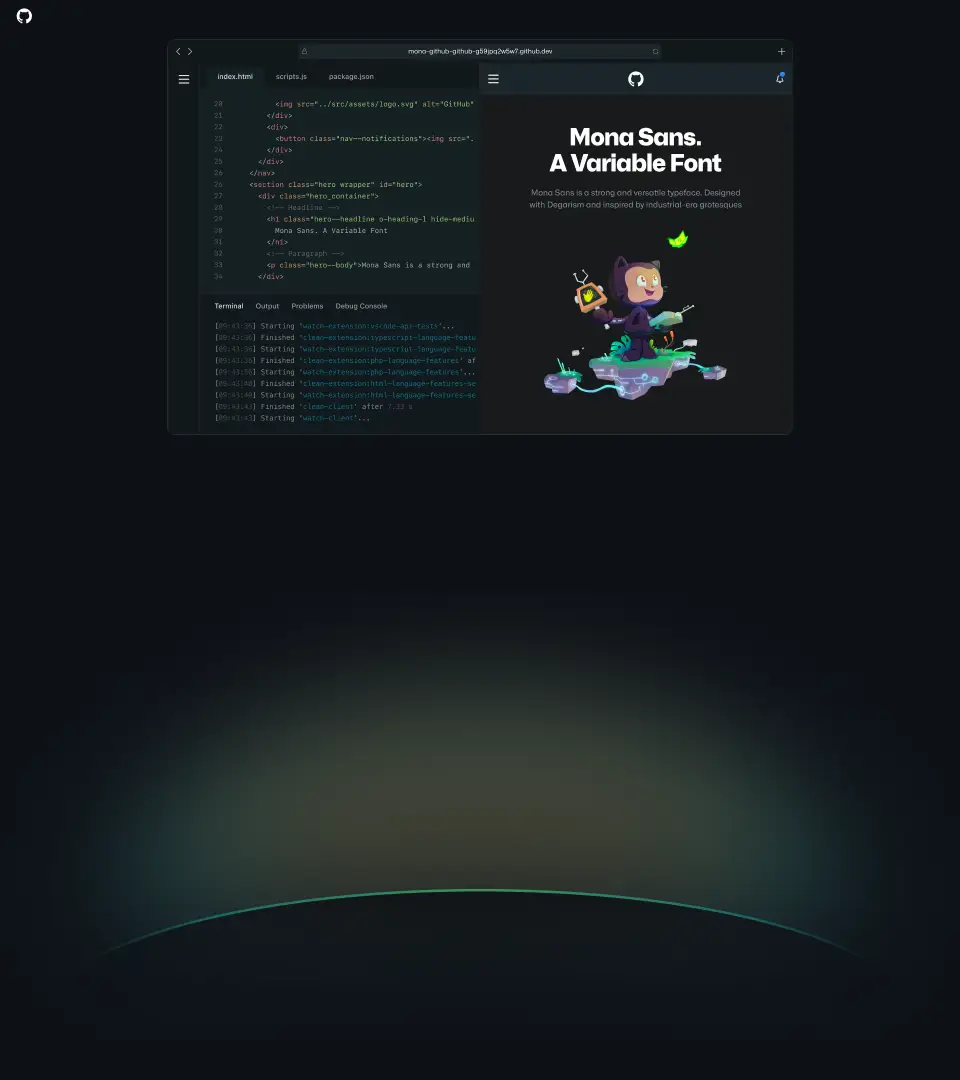 mona-github-github-g59jpq2w5w7.github.dev
index.html scripts.js package.json
20 <img src="../src/assets/logo.svg" alt="GitHub"
21 </div>
22 <div>
23 <button class="nav--notifications"><img src=".
24 </div>
25 </div>
26 </nav>
26 <section class="hero wrapper" id="hero">
27 <div class="hero_container">
28 <!-- Headline -->
29 <h1 class="hero--headline o-heading-l hide-mediu
30 Mona Sans. A Variable Font
31 </h1>
32 <!-- Paragraph -->
33 <p class="hero--body">Mona Sans is a strong and
34 </div>
Terminal Output Problems Debug Console
[09:43:36] Starting 'watch-extension:vscode-api-tests'...
[09:43:36] Finished 'clean-extension:typescript-language-featu
[09:43:36] Starting 'watch-extension:typescript-language-featu
[09:43:36] Finished 'clean-extension:php-language-features' af
[09:43:36] Starting 'watch-extension:php-language-features'...
[09:43:40] Finished 'clean-extension:html-language-features-se
[09:43:40] Starting 'watch-extension:html-language-features-se
[09:43:43] Finished 'clean-client' after 7.33 s
[09:43:43] Starting 'watch-client'...
Mona Sans.
A Variable Font
Mona Sans is a strong and versatile typeface. Designed
with Degarism and inspired by industrial-era grotesques